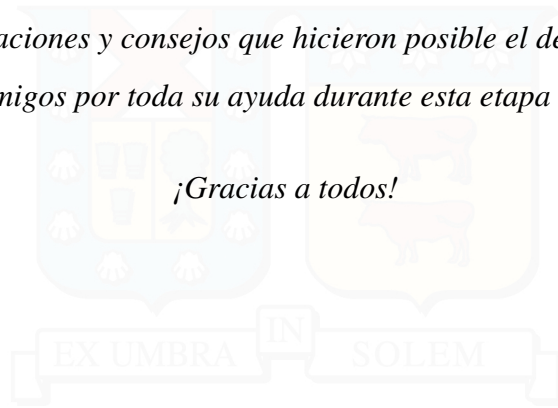 aciones y consejos que hicieron posible el de
migos por toda su ayuda durante esta etapa
¡Gracias a todos!
IN
EX UMBRA SOLEM